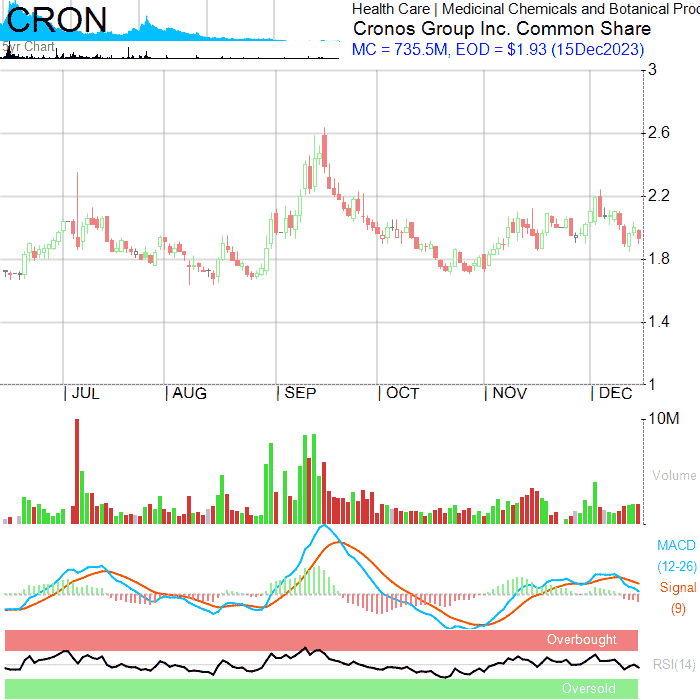 CRON
5yr Chart
Health Care | Medicinal Chemicals and Botanical Proc
Cronos Group Inc. Common Share
MC = 735.5M, EOD = $1.93 (15Dec2023)
3
2.6
2.2
1.8
1.4
1
| JUL | AUG | SEP | OCT | NOV | DEC
10M
Volume
MACD
(12-26)
Signal
(9)
Overbought
RSI(14)
Oversold